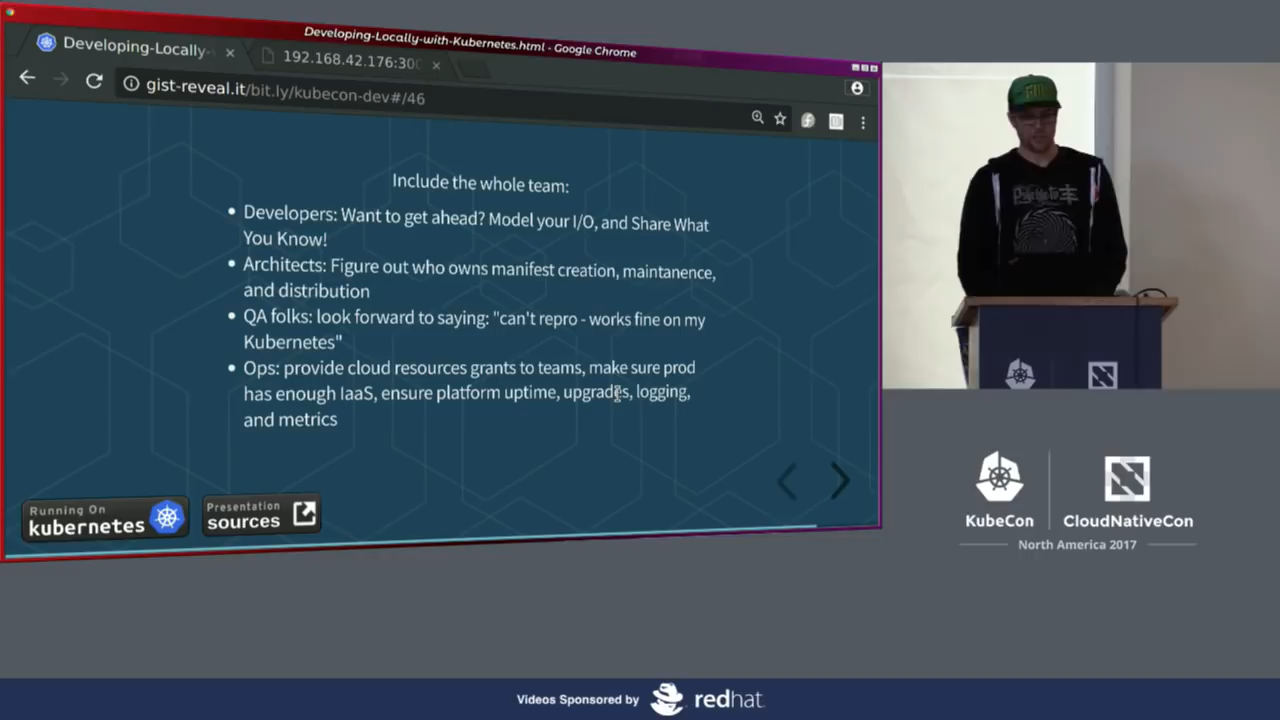 Developing-Locally-with-Kubernetes.html - Google Chrome
Developing-Locally-
192.168.42.176:300
gist-reveal.it/bit.ly/kubecon-dev#/46
Include the whole team:
Developers: Want to get ahead? Model your I/O, and Share What
You Know!
Architects: Figure out who owns manifest creation, maintanence,
and distribution
QA folks: look forward to saying: "can't repro - works fine on my
Kubernetes"
Ops: provide cloud resources grants to teams, make sure prod
has enough IaaS, ensure platform uptime, upgrades, logging,
and metrics
Running On
kubernetes
Presentation
sources
KubeCon
CloudNativeCon
North America 2017
Videos Sponsored by
redhat